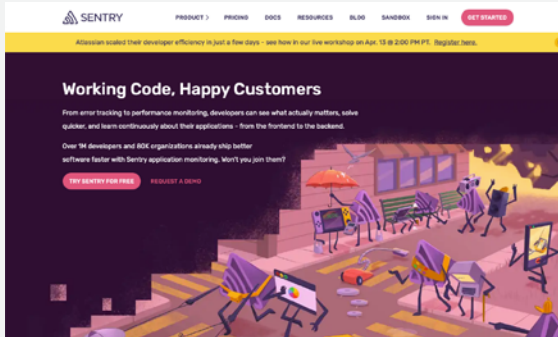 SENTRY PRODUCT PRICING DOCS RESOURCES BLOG SANDBOX SIGN IN GET STARTED
Atlassian scaled their developer efficiency in just a few days - see how in our live workshop on Apr. 13 @ 2:00 PM PT. Register here.
Working Code, Happy Customers
From error tracking to performance monitoring, developers can see what actually matters, solve
quicker, and learn continuously about their applications - from the frontend to the backend.
Over 1M developers and 80K organizations already ship better
software faster with Sentry application monitoring. Won't you join them?
TRY SENTRY FOR FREE REQUEST A DEMO